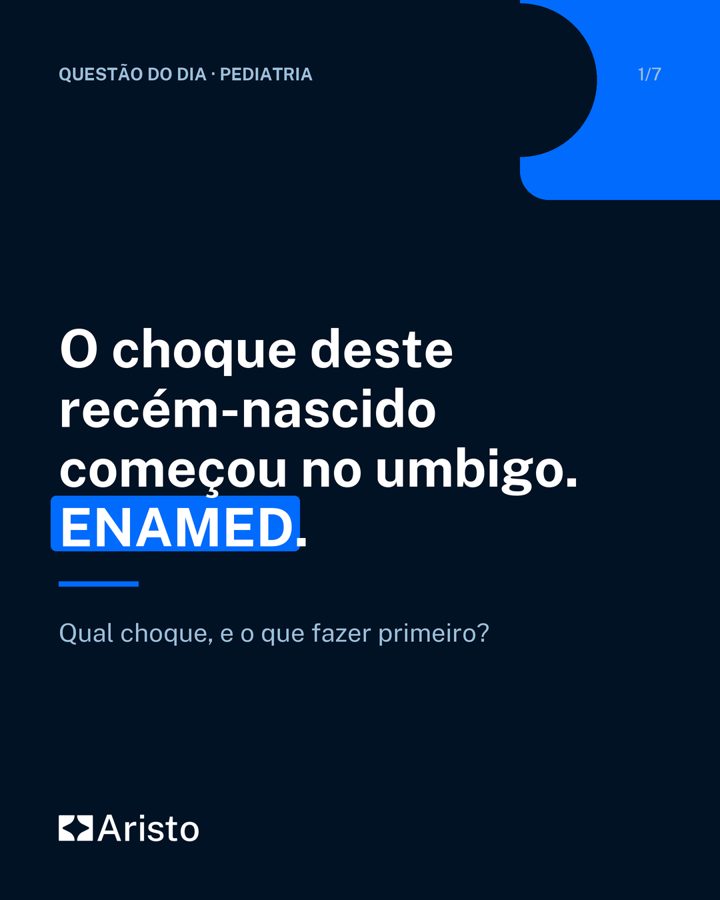 QUESTÃO DO DIA · PEDIATRIA
1/7
O choque deste
recém-nascido
começou no umbigo.
ENAMED.
Qual choque, e o que fazer primeiro?
Aristo